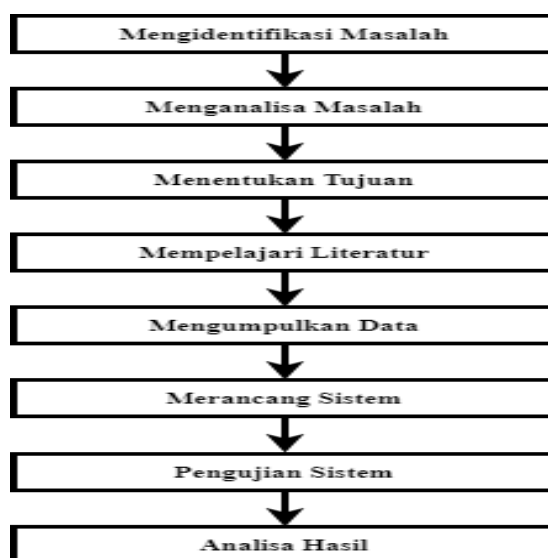 Mengidentifikasi Masalah
Menganalisa Masalah
Menentukan Tujuan
Mempelajari Literatur
Mengumpulkan Data
Merancang Sistem
Pengujian Sistem
Analisa Hasil